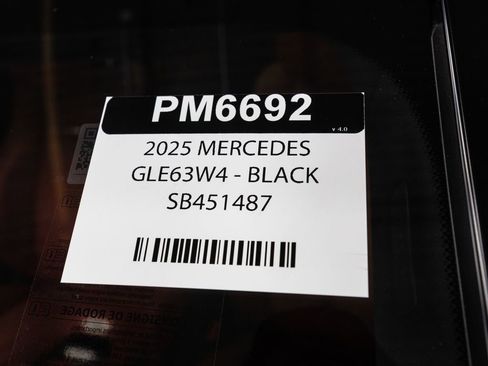 PM6692
v 4.0
2025 MERCEDES
GLE63W4 - BLACK
SB451487